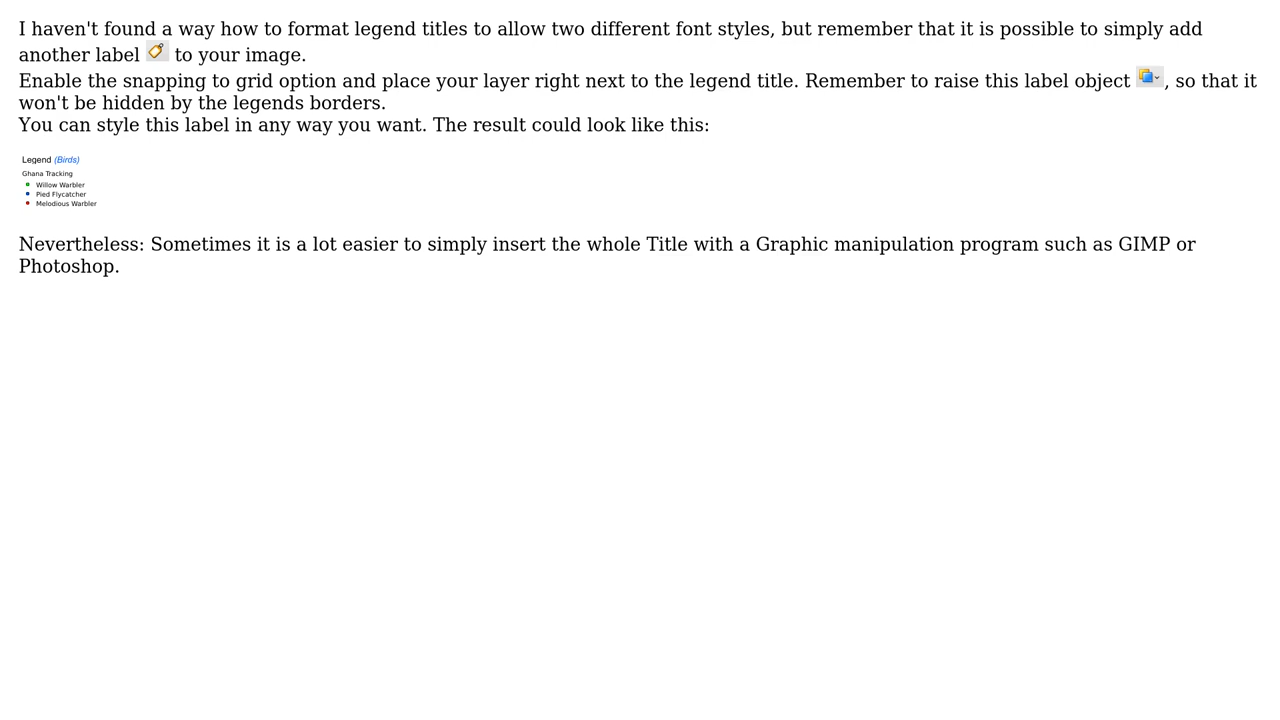 I haven't found a way how to format legend titles to allow two different font styles, but remember that it is possible to simply add
another label to your image.
Enable the snapping to grid option and place your layer right next to the legend title. Remember to raise this label object , so that it
won't be hidden by the legends borders.
You can style this label in any way you want. The result could look like this:
Legend (Birds)
Ghana Tracking
Willow Warbler
Pied Flycatcher
Melodious Warbler
Nevertheless: Sometimes it is a lot easier to simply insert the whole Title with a Graphic manipulation program such as GIMP or
Photoshop.